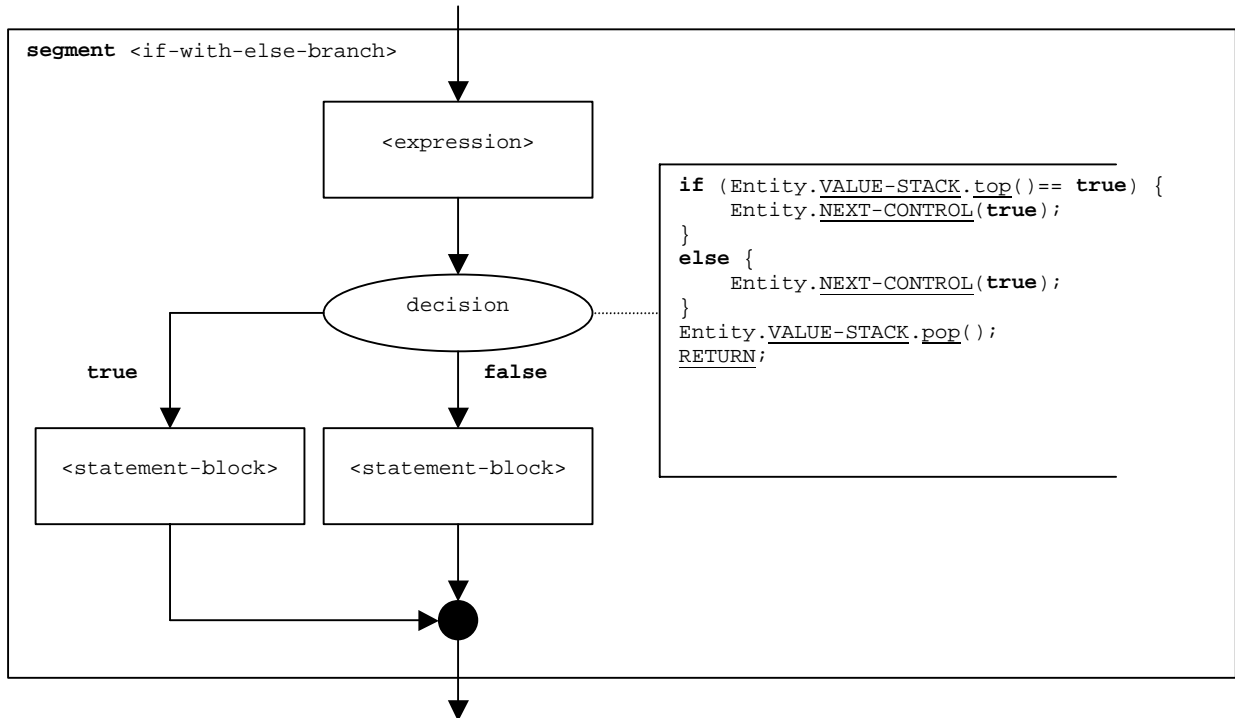 segment <if-with-else-branch>
<expression>
if (Entity.VALUE-STACK.top()== true) {
    Entity.NEXT-CONTROL(true);
}
else {
    Entity.NEXT-CONTROL(true);
}
Entity.VALUE-STACK.pop();
RETURN;
decision
true
false
<statement-block>
<statement-block>